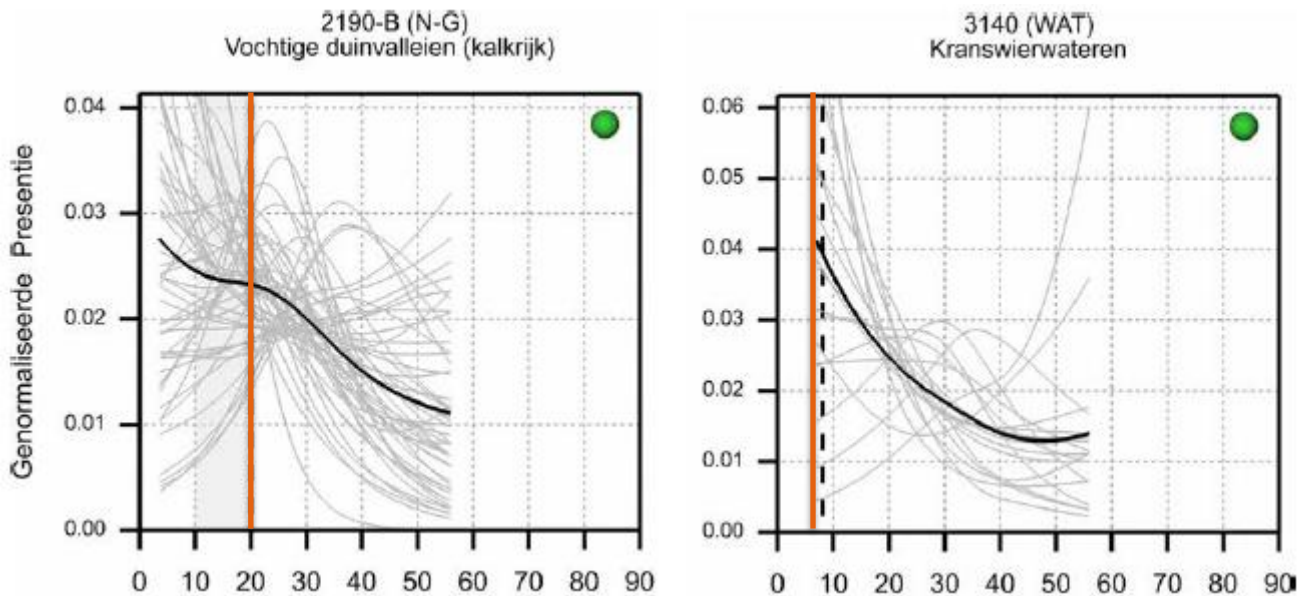 2190-B (N-G)
Vochtige duinvalleien (kalkrijk)
Genormaliseerde Presentie
0.04
0.03
0.02
0.01
0.00
0 10 20 30 40 50 60 70 80 90
3140 (WAT)
Kranswierwateren
0.06
0.05
0.04
0.03
0.02
0.01
0.00
0 10 20 30 40 50 60 70 80 90